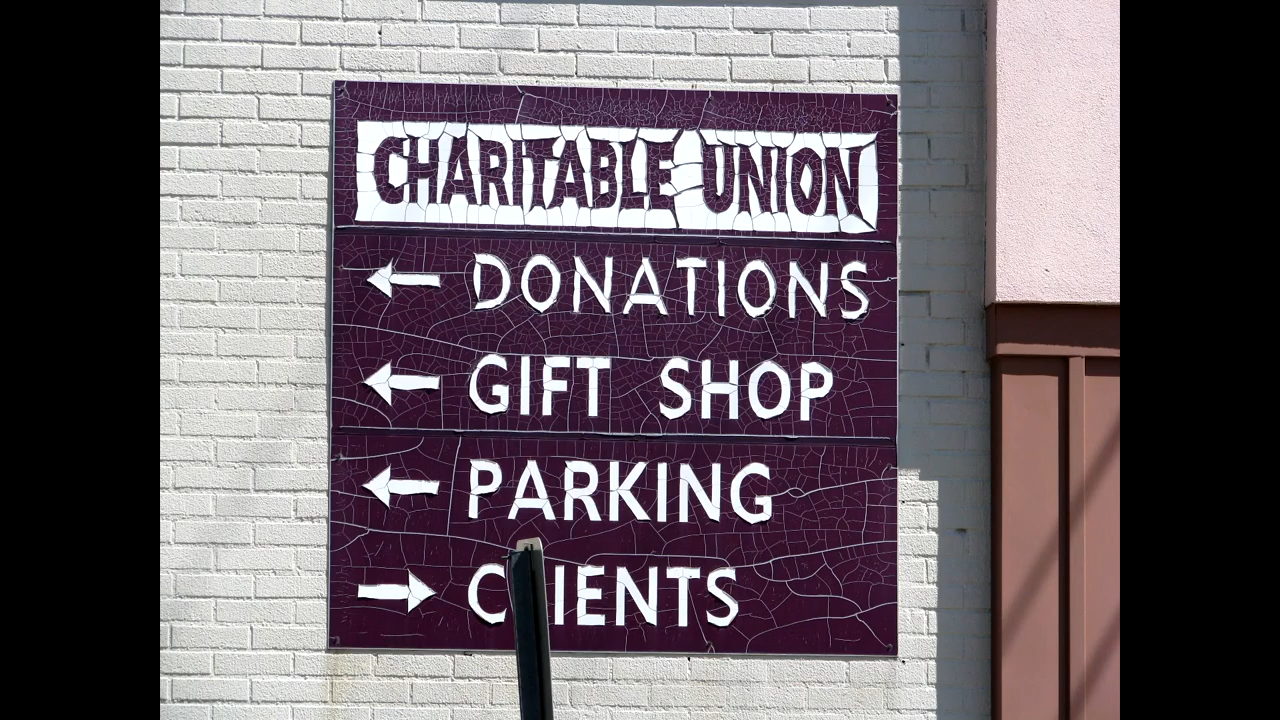 CHARITABLE UNION
← DONATIONS
← GIFT SHOP
← PARKING
→ CLIENTS